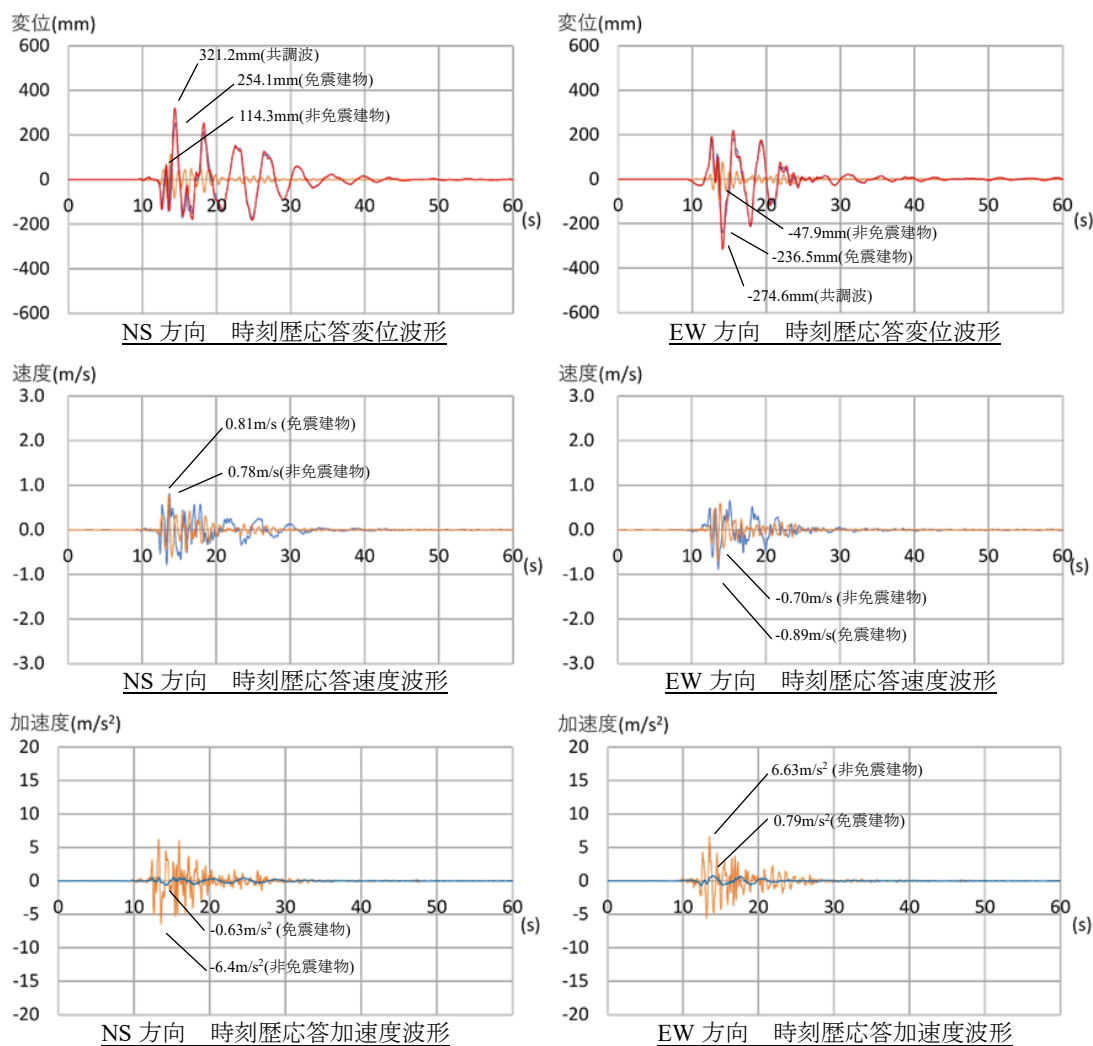 変位(mm)
600
400
200
0
-200
-400
-600
0 10 20 30 40 50 60
(s)
321.2mm(共調波)
254.1mm(免震建物)
114.3mm(非免震建物)
NS 方向　時刻歴応答変位波形
変位(mm)
600
400
200
0
-200
-400
-600
0 10 20 30 40 50 60
(s)
-47.9mm(非免震建物)
-236.5mm(免震建物)
-274.6mm(共調波)
EW 方向　時刻歴応答変位波形
速度(m/s)
3.0
2.0
1.0
0.0
-1.0
-2.0
-3.0
0 10 20 30 40 50 60
(s)
0.81m/s (免震建物)
0.78m/s(非免震建物)
NS 方向　時刻歴応答速度波形
速度(m/s)
3.0
2.0
1.0
0.0
-1.0
-2.0
-3.0
0 10 20 30 40 50 60
(s)
-0.70m/s (非免震建物)
-0.89m/s(免震建物)
EW 方向　時刻歴応答速度波形
加速度(m/s²)
20
15
10
5
0
-5
-10
-15
-20
0 10 20 30 40 50 60
(s)
-0.63m/s² (免震建物)
-6.4m/s²(非免震建物)
NS 方向　時刻歴応答加速度波形
加速度(m/s²)
20
15
10
5
0
-5
-10
-15
-20
0 10 20 30 40 50 60
(s)
6.63m/s² (非免震建物)
0.79m/s²(免震建物)
EW 方向　時刻歴応答加速度波形